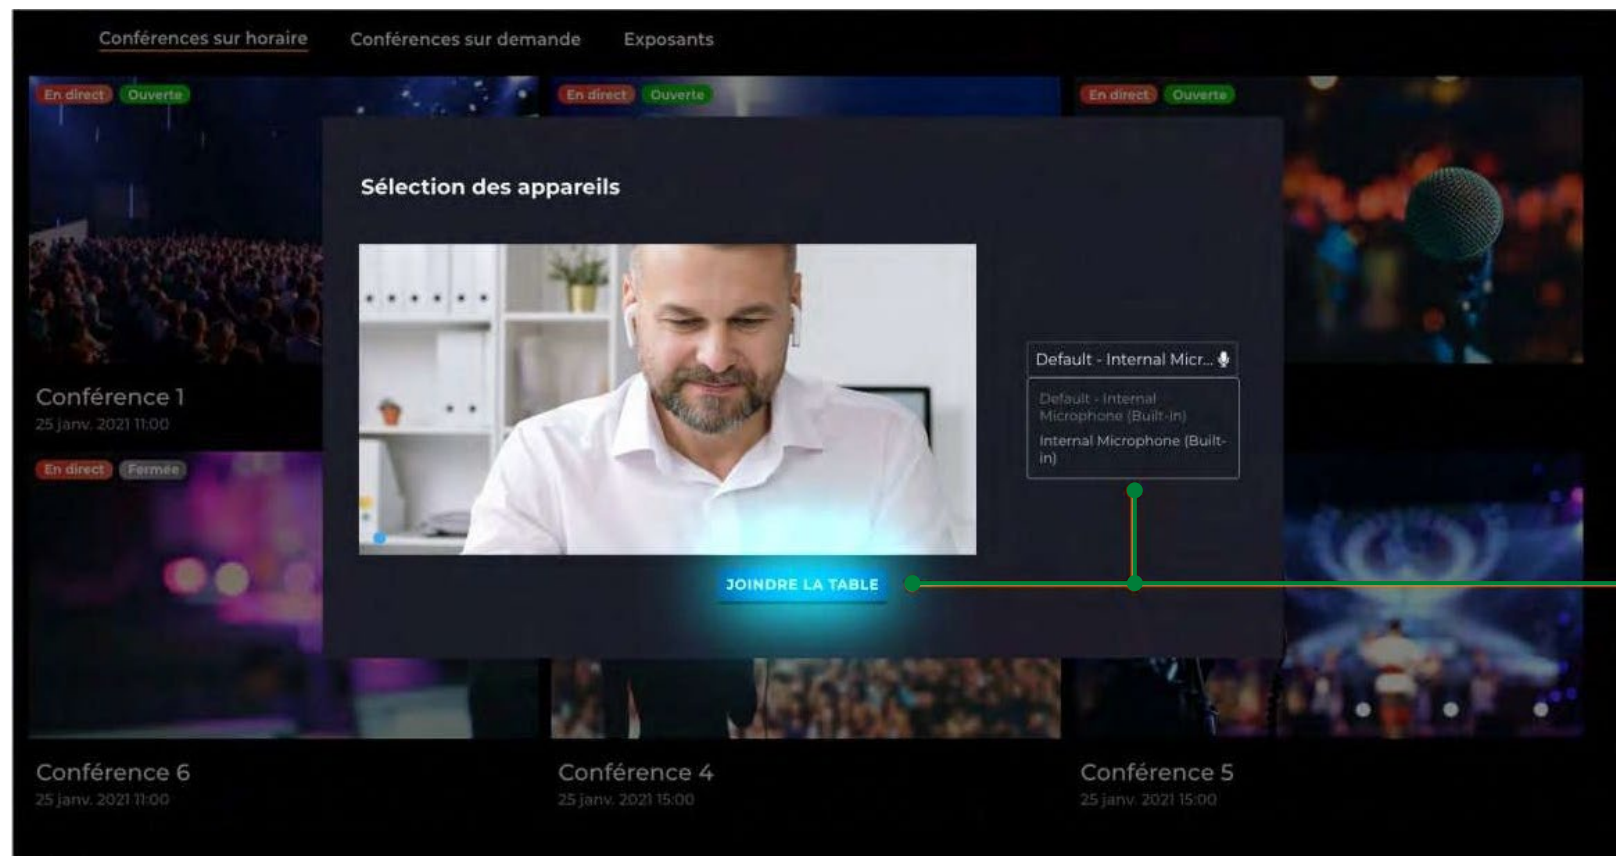 Conférences sur horaire Conférences sur demande Exposants
En direct Ouverte En direct Ouverte En direct Ouverte
Sélection des appareils
Default - Internal Micr...
Default - Internal
Microphone (Built-in)
Internal Microphone (Built-
in)
Conférence 1
25 janv. 2021 11:00
En direct Fermée
JOINDRE LA TABLE
Conférence 6 Conférence 4 Conférence 5
25 janv. 2021 11:00 25 janv. 2021 15:00 25 janv. 2021 15:00